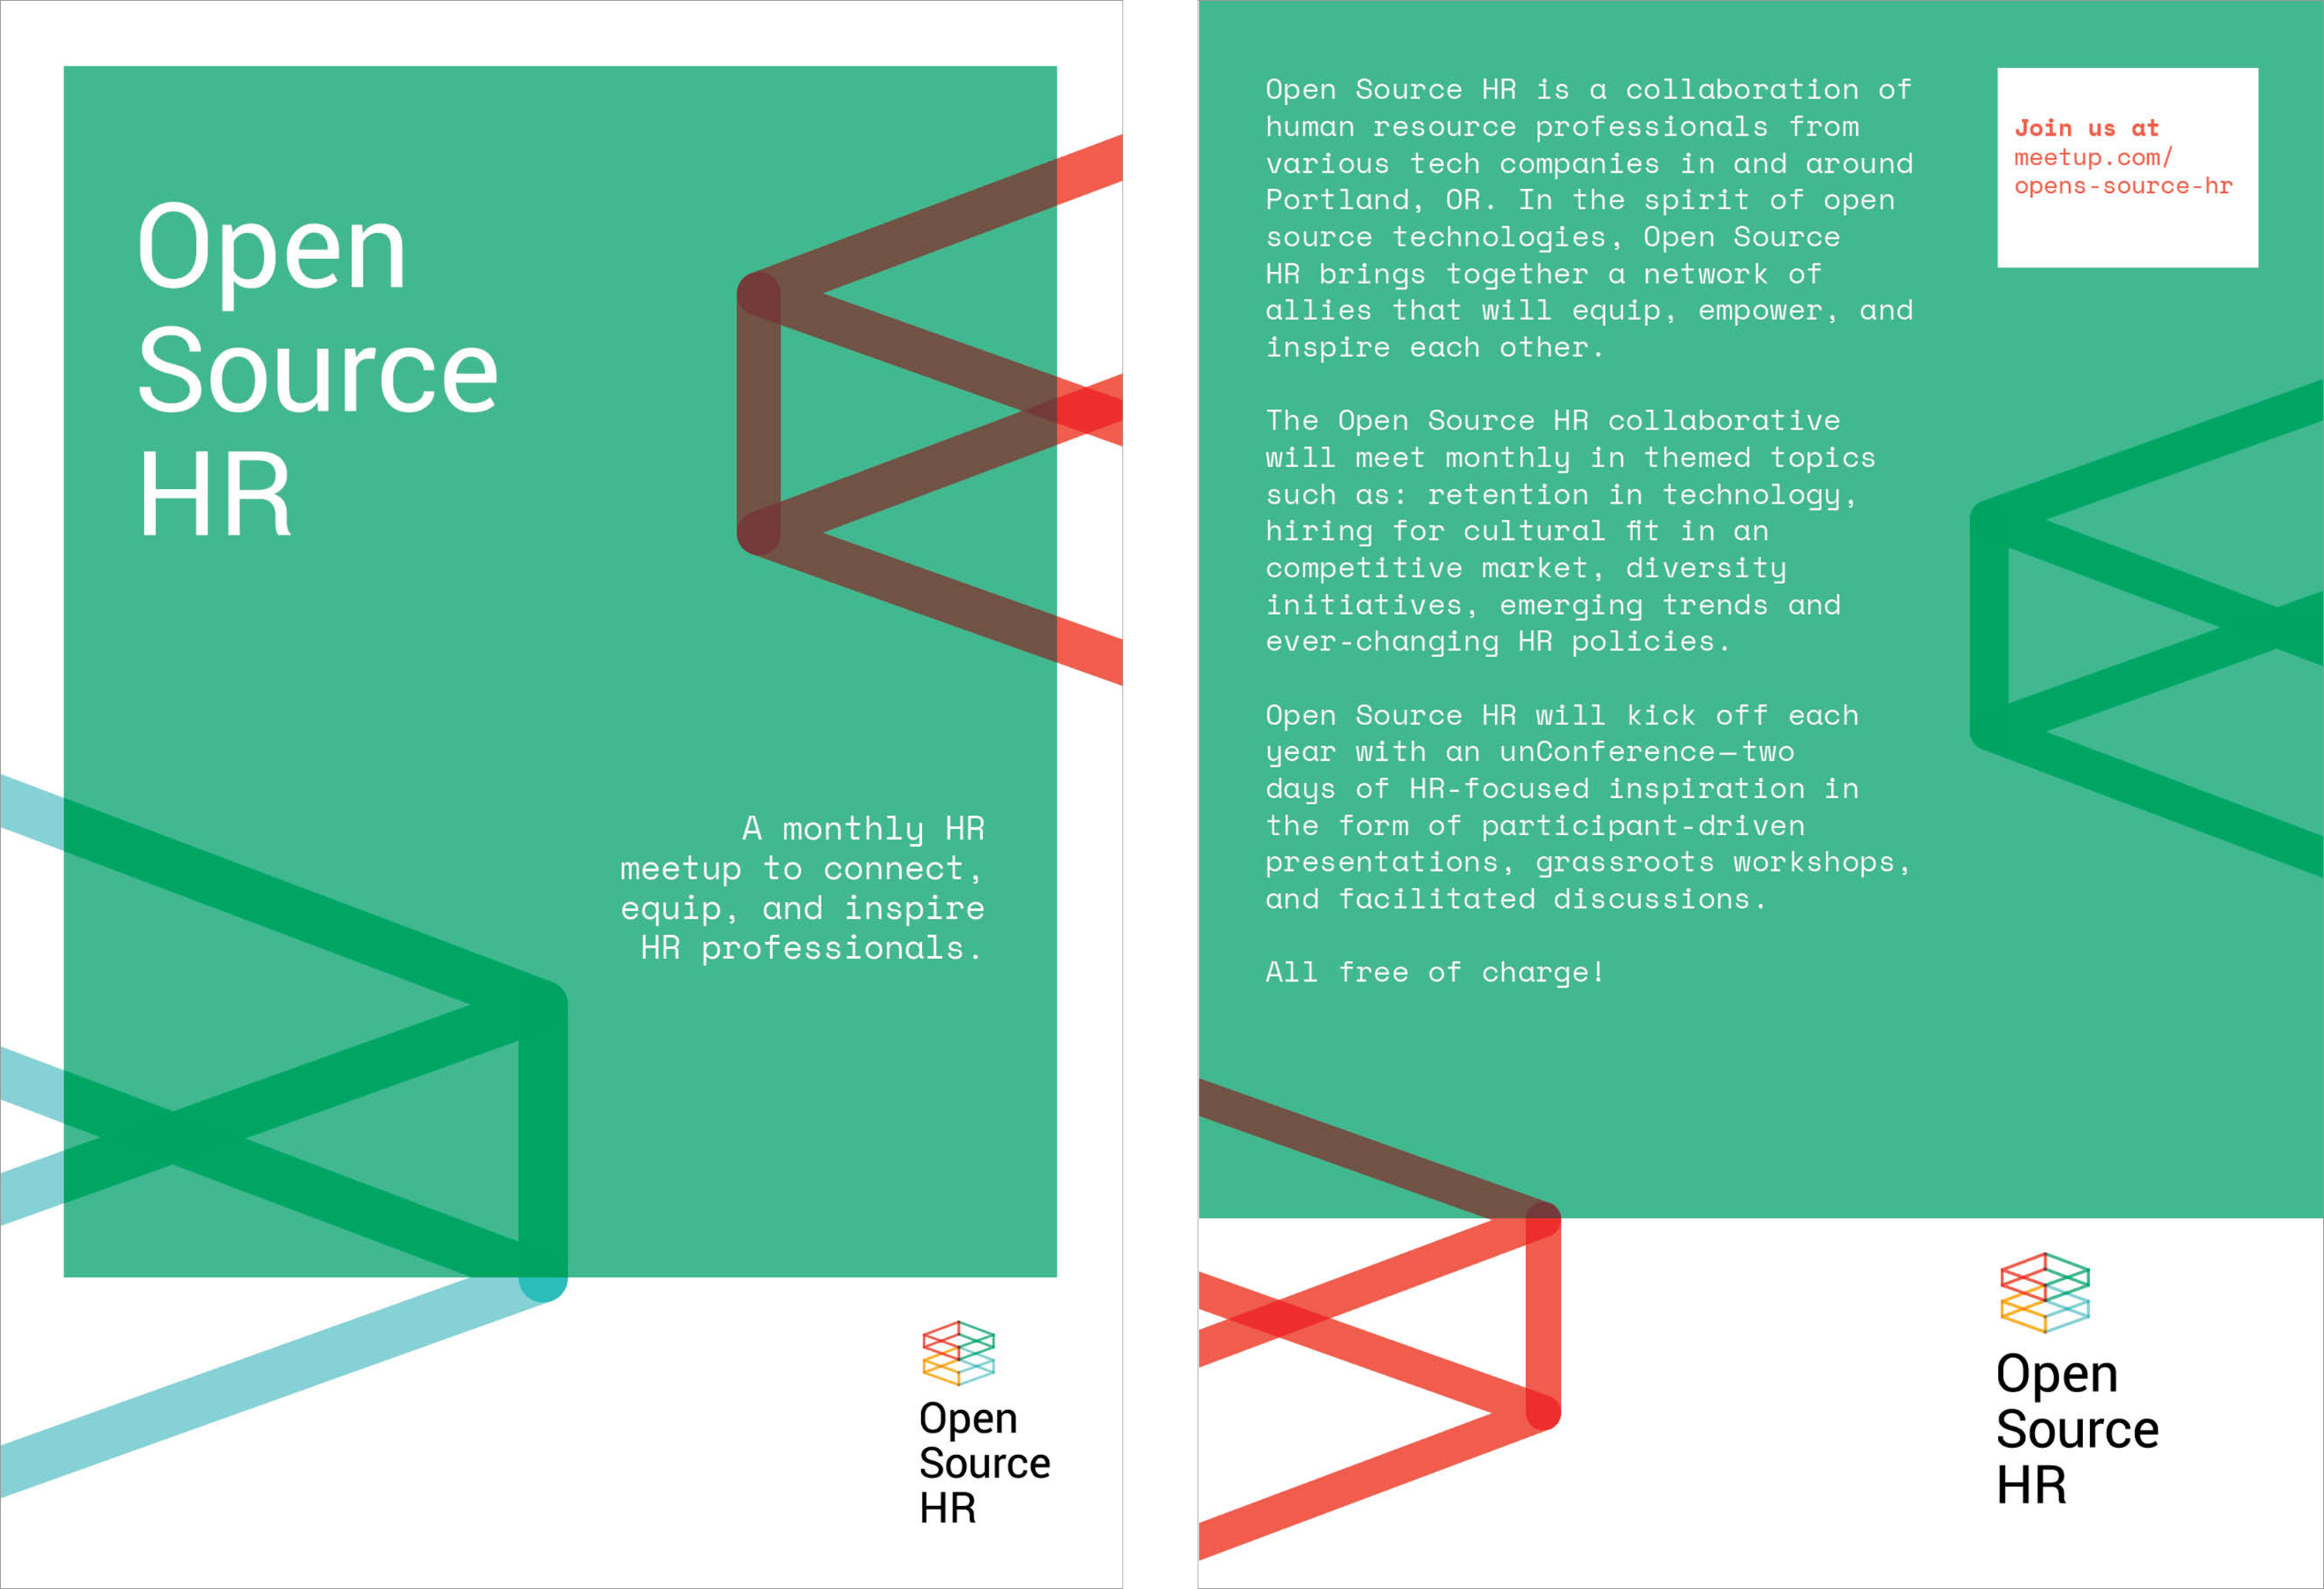 Open
Source
HR
A monthly HR
meetup to connect,
equip, and inspire
HR professionals.
Open
Source
HR
Open Source HR is a collaboration of
human resource professionals from
various tech companies in and around
Portland, OR. In the spirit of open
source technologies, Open Source
HR brings together a network of
allies that will equip, empower, and
inspire each other.
The Open Source HR collaborative
will meet monthly in themed topics
such as: retention in technology,
hiring for cultural fit in an
competitive market, diversity
initiatives, emerging trends and
ever-changing HR policies.
Open Source HR will kick off each
year with an unConference—two
days of HR-focused inspiration in
the form of participant-driven
presentations, grassroots workshops,
and facilitated discussions.
All free of charge!
Join us at
meetup.com/
opens-source-hr
Open
Source
HR